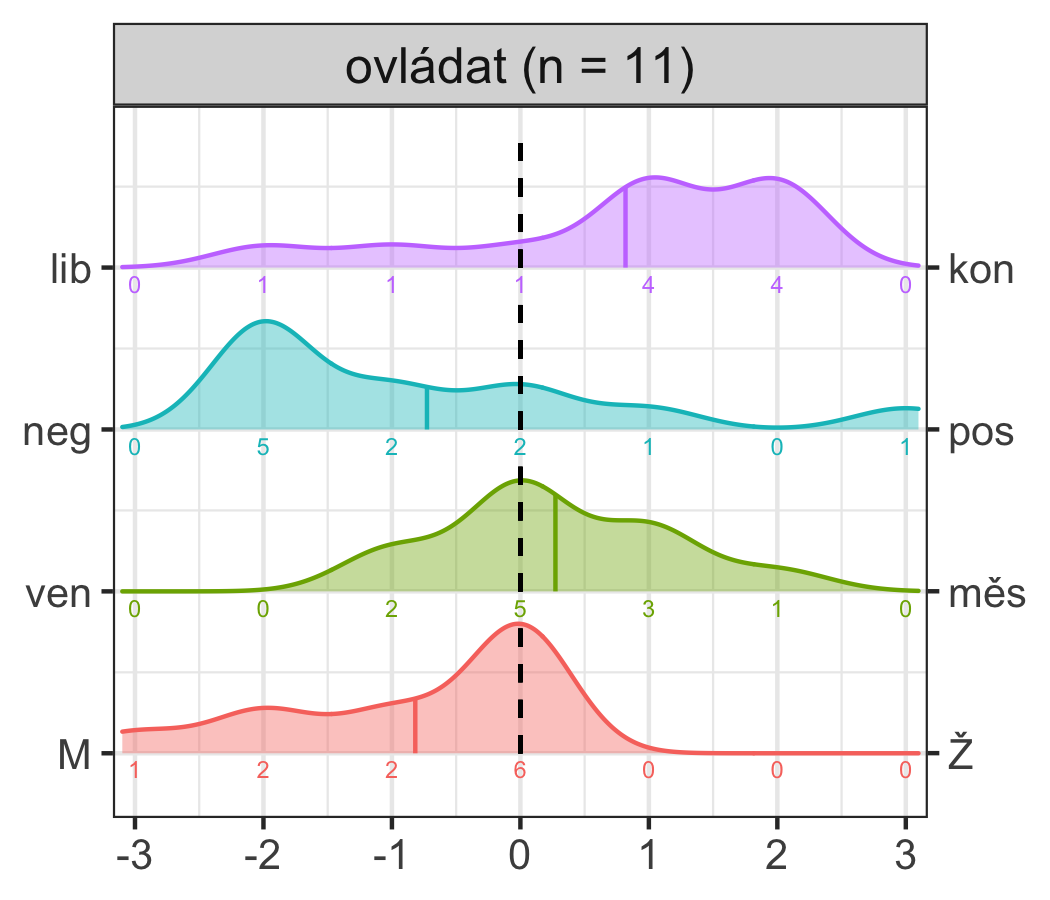 ovládat (n = 11)
lib kon
0 1 1 1 4 4 0
neg pos
0 5 2 2 1 0 1
ven měs
0 0 2 5 3 1 0
M Ž
1 2 2 6 0 0 0
-3 -2 -1 0 1 2 3